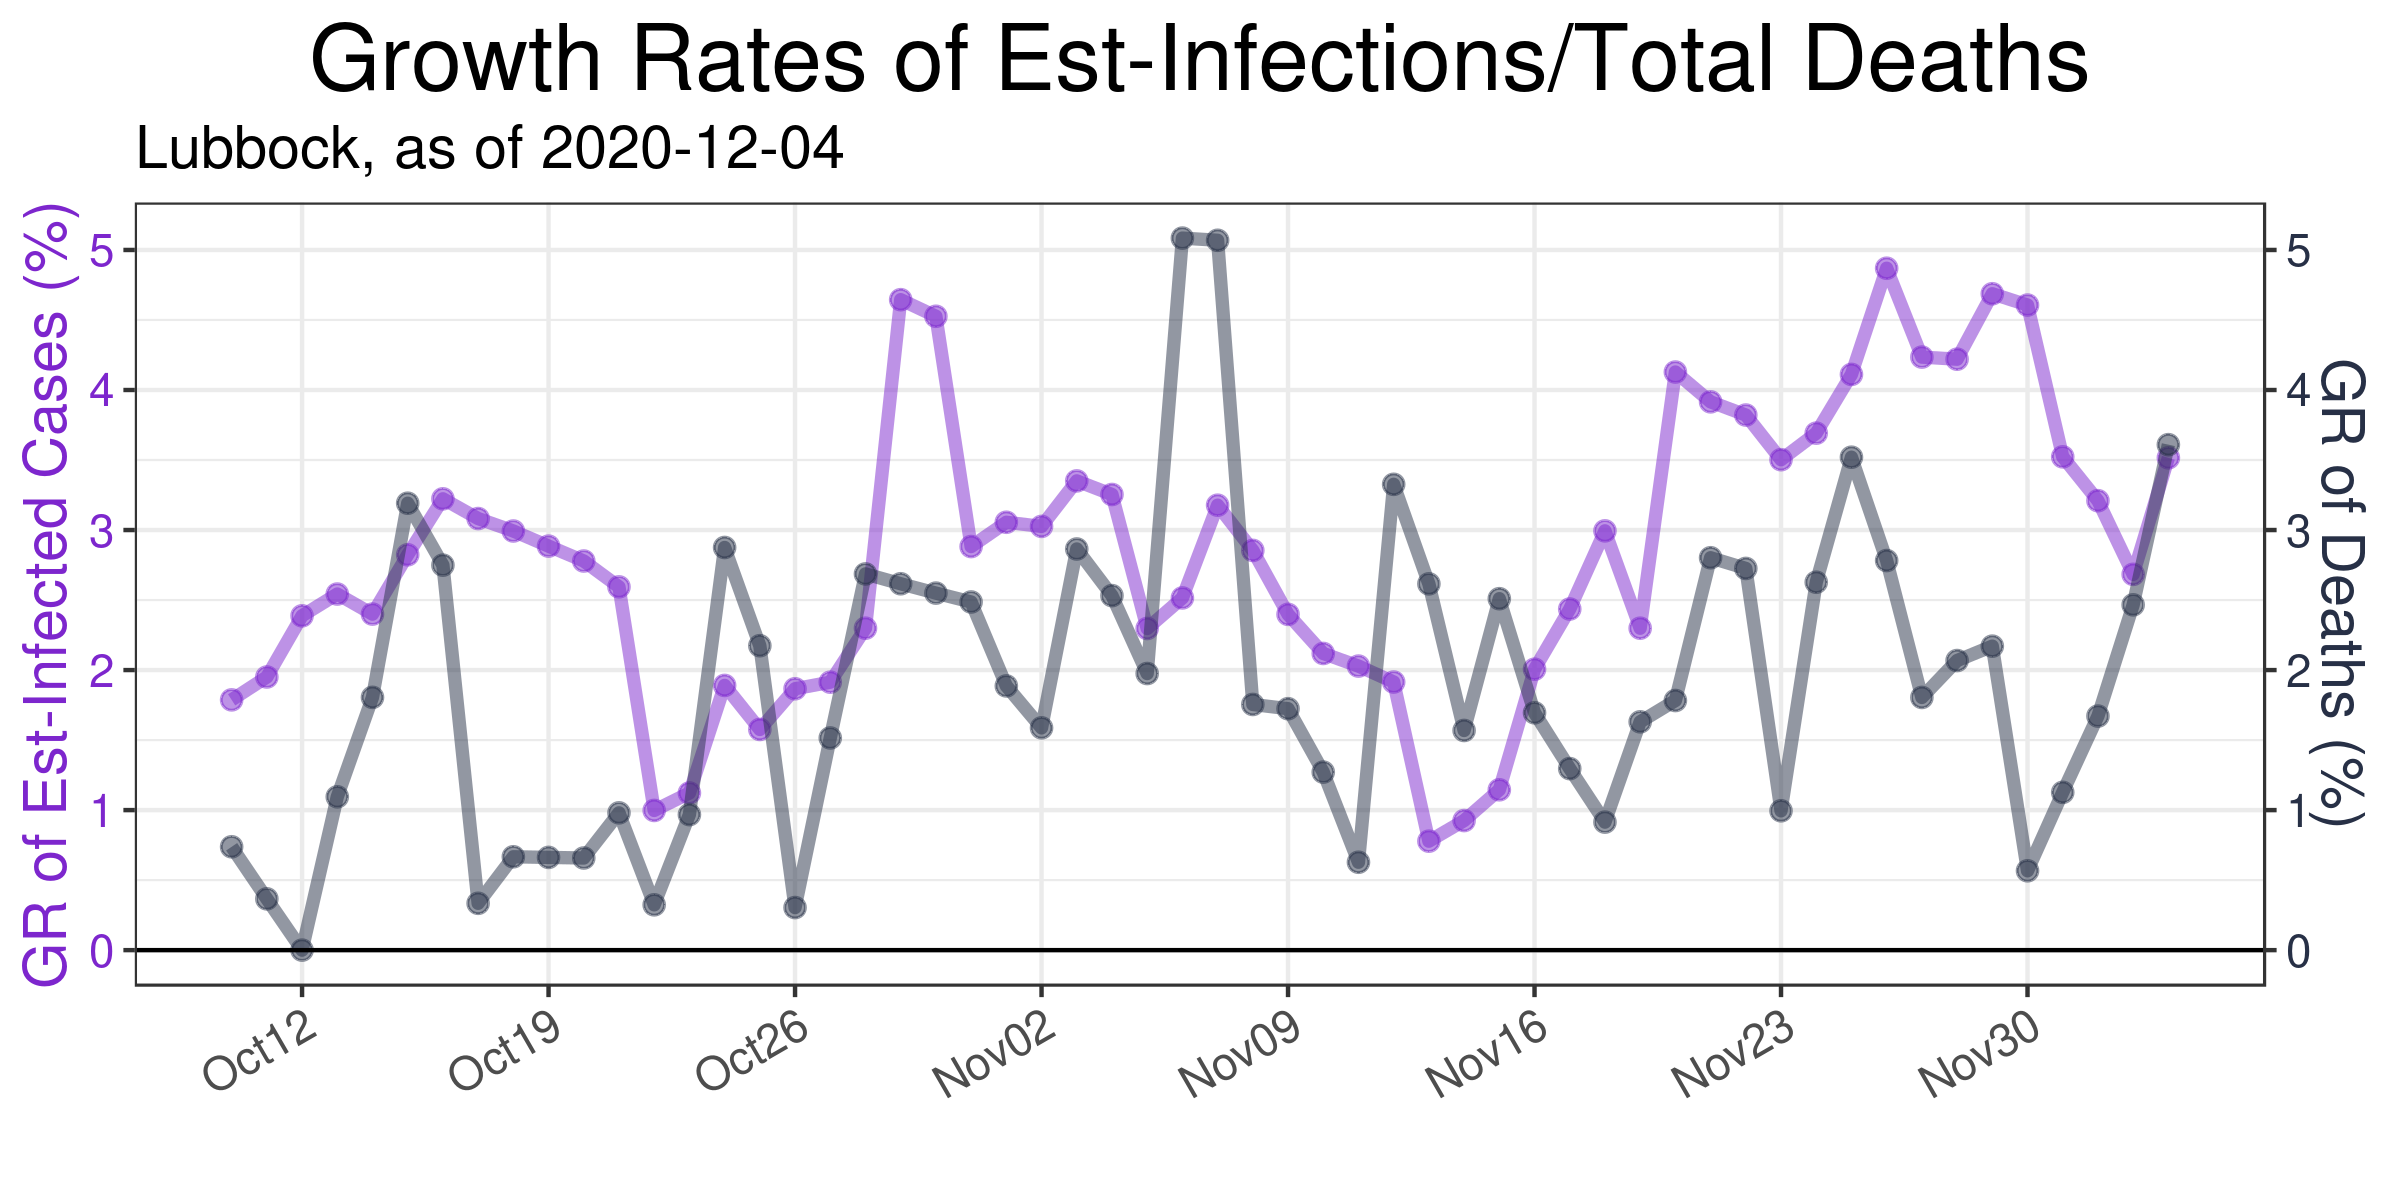 Growth Rates of Est-Infections/Total Deaths
Lubbock, as of 2020-12-04
GR of Est-Infected Cases (%)
5
4
3
2
1
0
5
4
3
2
1
0
GR of Deaths (%)
Oct12
Oct19
Oct26
Nov02
Nov09
Nov16
Nov23
Nov30